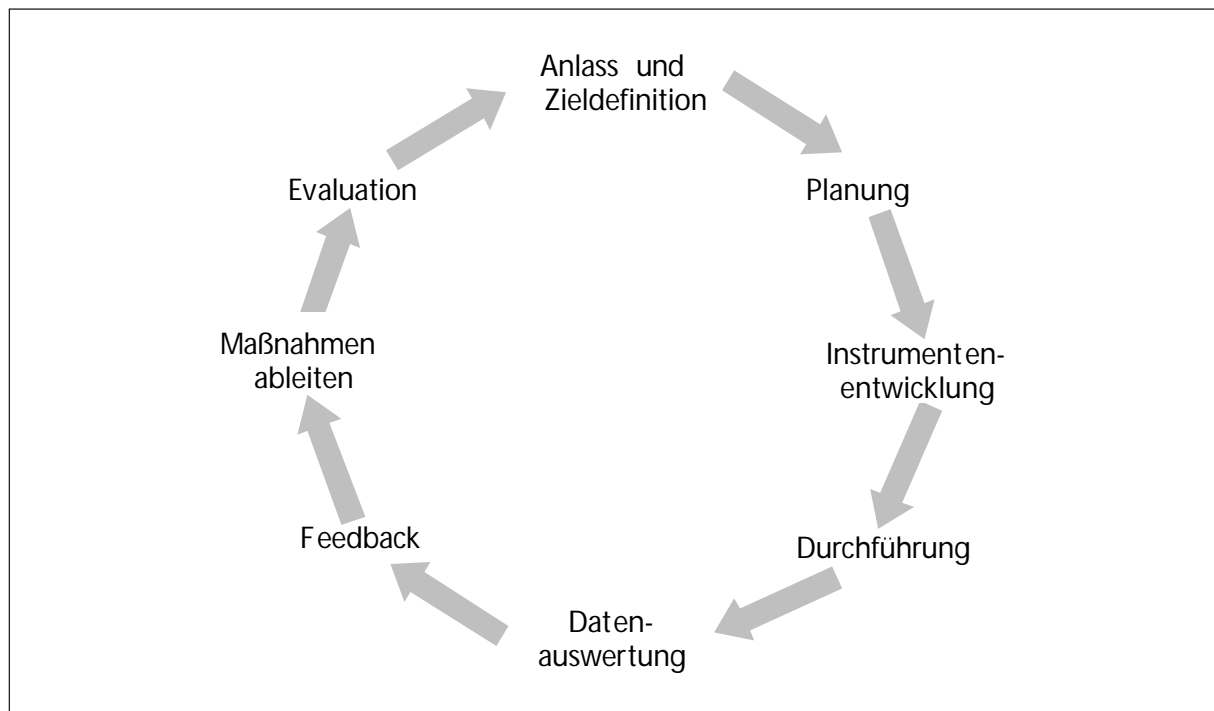 Anlass und
Zieldefinition
Planung
Instrumenten-
entwicklung
Durchführung
Daten-
auswertung
Feedback
Maßnahmen
ableiten
Evaluation